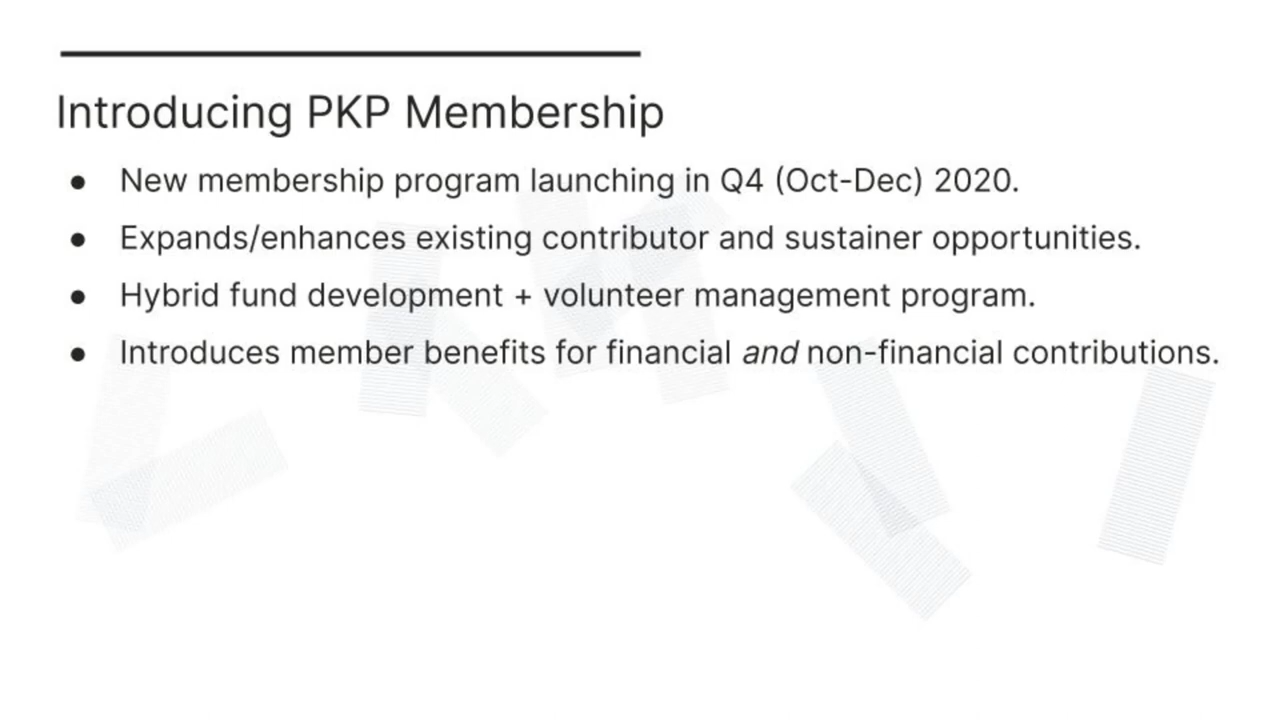 Introducing PKP Membership
● New membership program launching in Q4 (Oct-Dec) 2020.
● Expands/enhances existing contributor and sustainer opportunities.
● Hybrid fund development + volunteer management program.
● Introduces member benefits for financial and non-financial contributions.